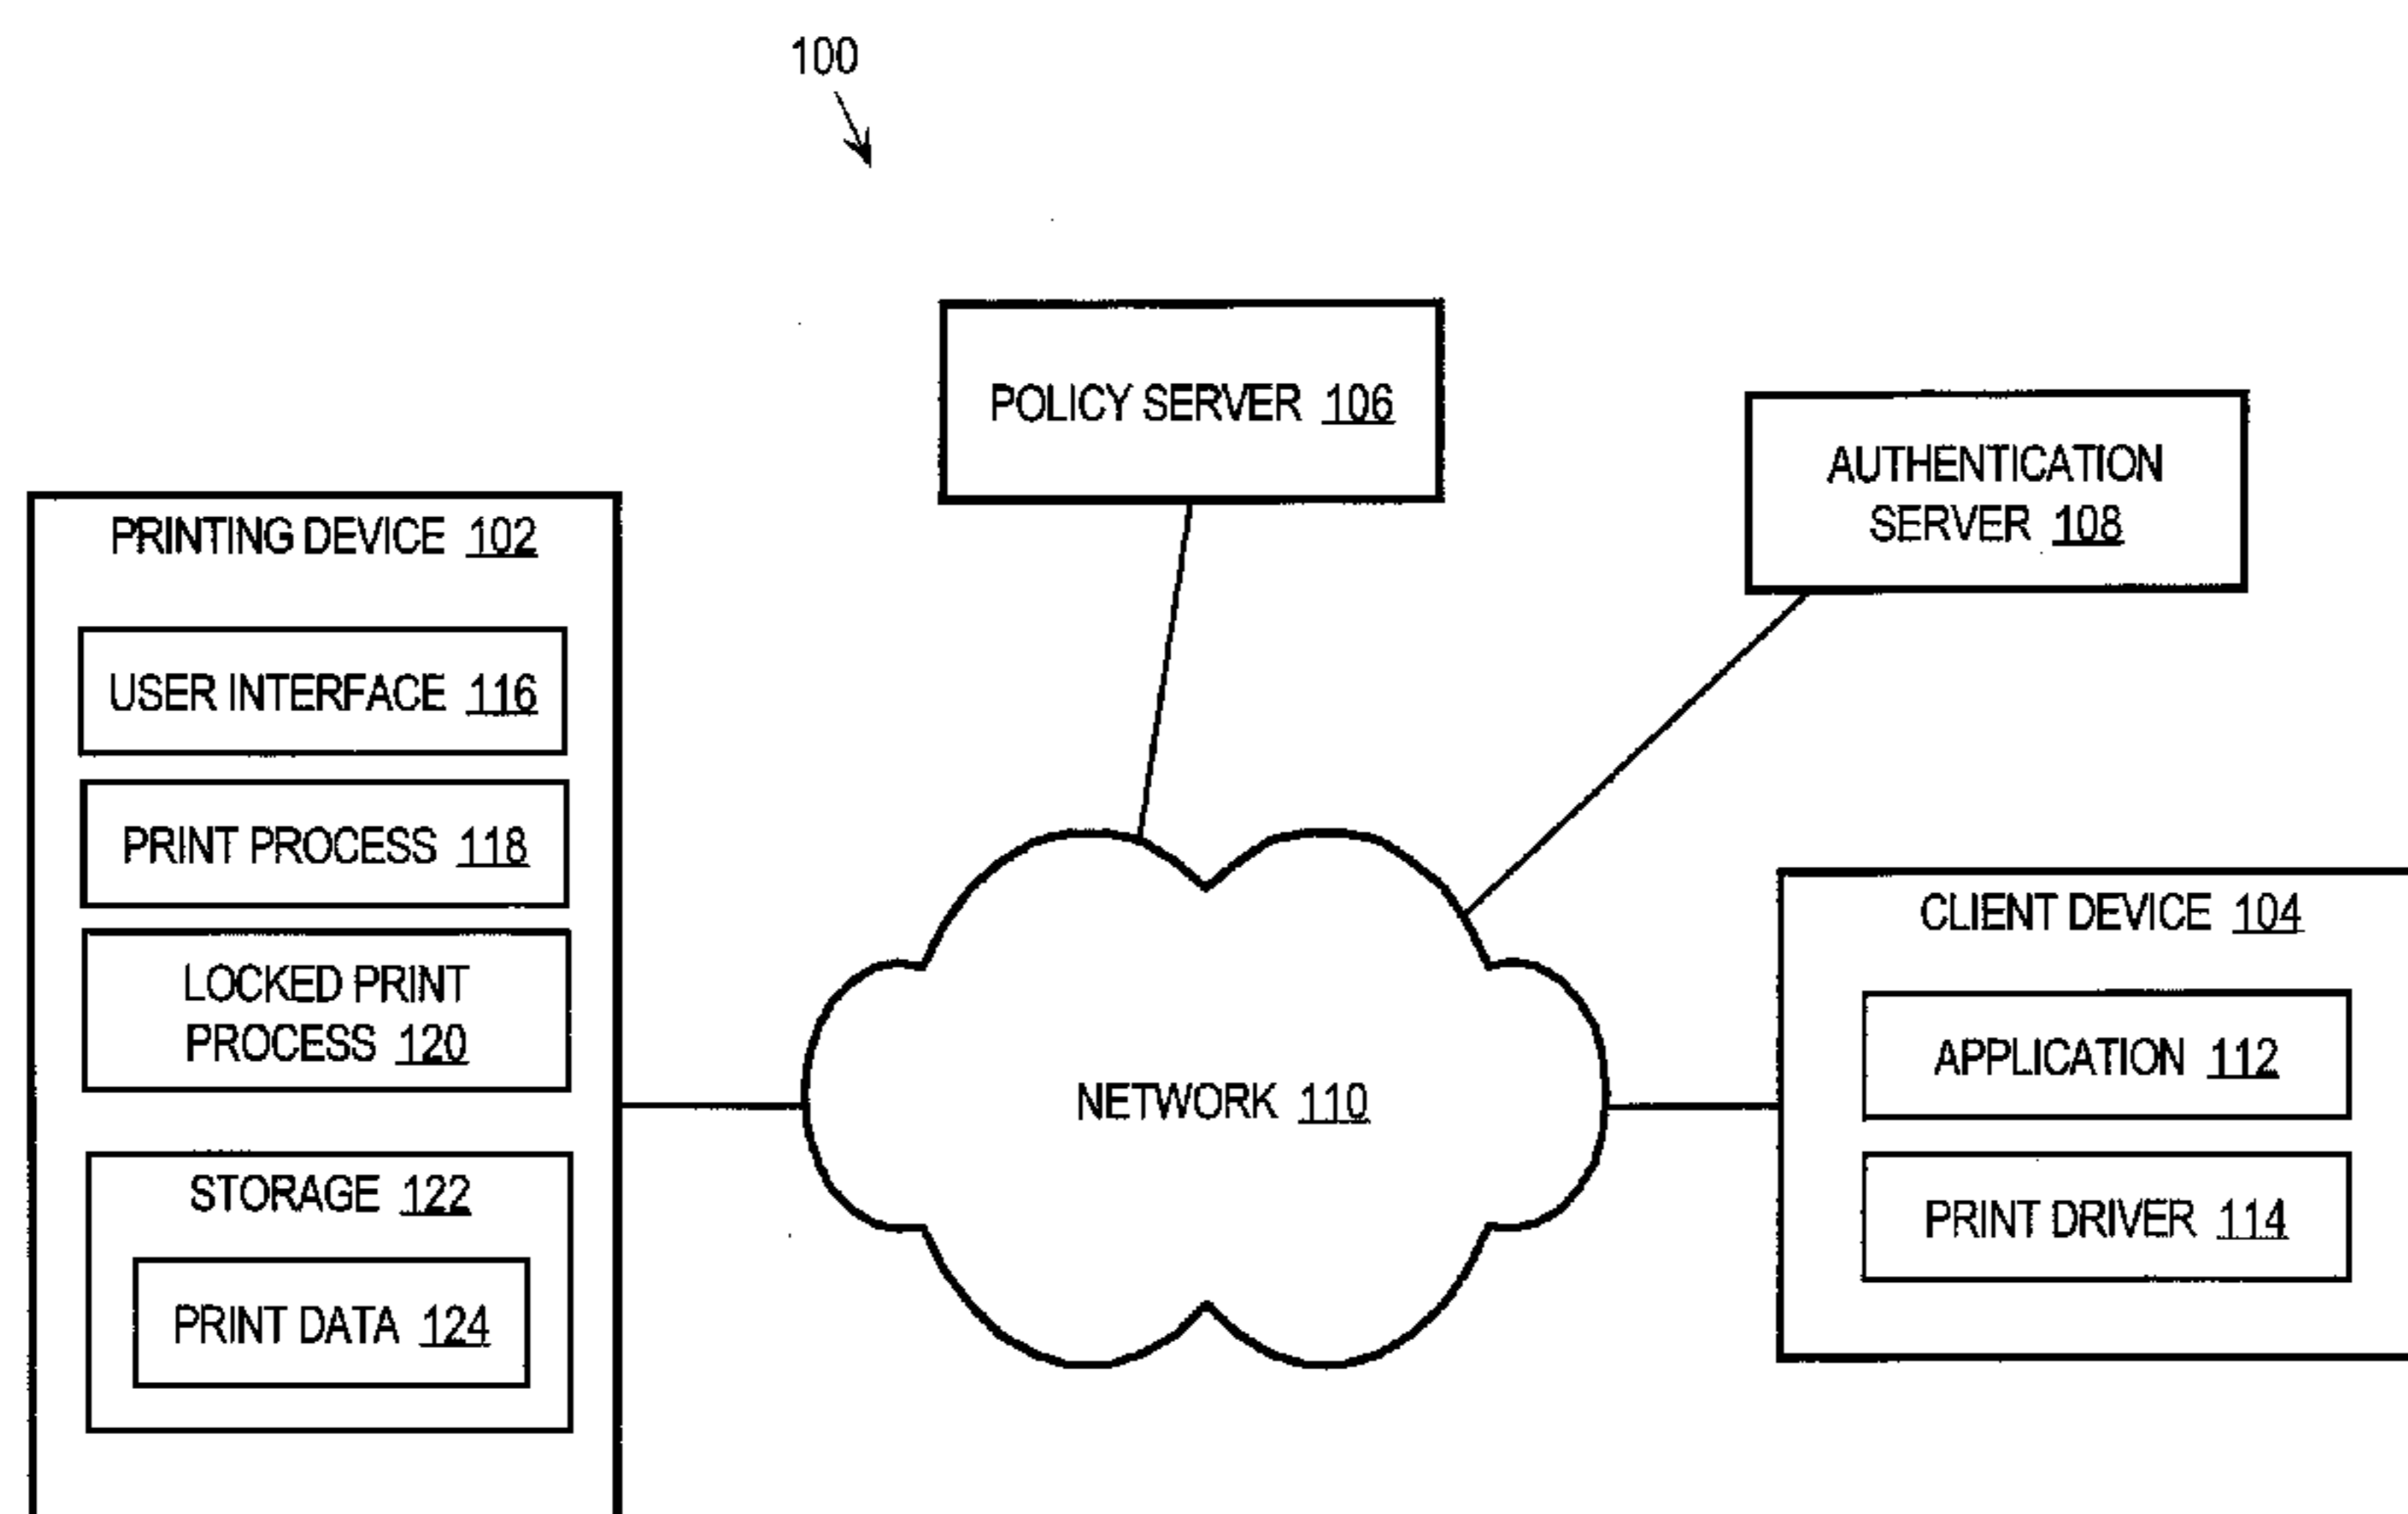 100
POLICY SERVER 106
AUTHENTICATION
SERVER 108
PRINTING DEVICE 102
USER INTERFACE 116
PRINT PROCESS 118
LOCKED PRINT
PROCESS 120
STORAGE 122
PRINT DATA 124
NETWORK 110
CLIENT DEVICE 104
APPLICATION 112
PRINT DRIVER 114